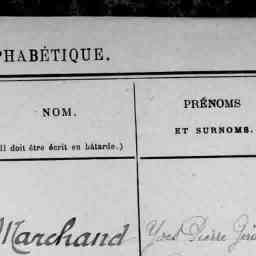 PHABÉTIQUE.
NOM.
PRÉNOMS
ET SURNOMS.
Il doit être écrit en bâtarde.)
Marchand
Yves Pierre